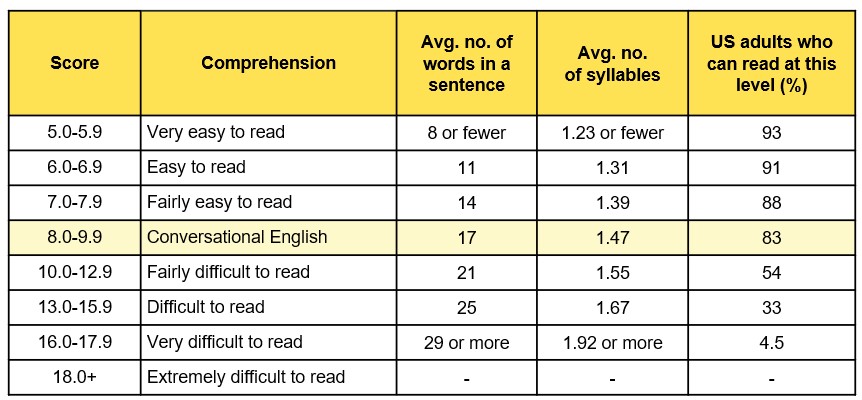 Score Comprehension Avg. no. of words in a sentence Avg. no. of syllables US adults who can read at this level (%)
5.0-5.9 Very easy to read 8 or fewer 1.23 or fewer 93
6.0-6.9 Easy to read 11 1.31 91
7.0-7.9 Fairly easy to read 14 1.39 88
8.0-9.9 Conversational English 17 1.47 83
10.0-12.9 Fairly difficult to read 21 1.55 54
13.0-15.9 Difficult to read 25 1.67 33
16.0-17.9 Very difficult to read 29 or more 1.92 or more 4.5
18.0+ Extremely difficult to read - - -